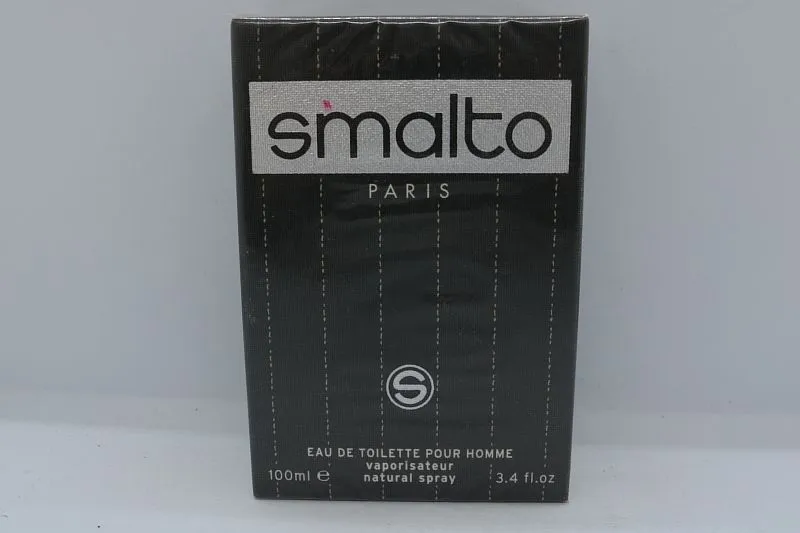 smalto
PARIS
S
EAU DE TOILETTE POUR HOMME
vaporisateur
100ml ℮ natural spray 3.4 fl.oz